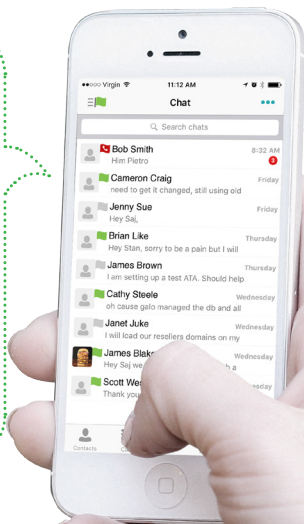 Virgin 11:12 AM
Chat
Search chats
Bob Smith 8:32 AM
Him Pietro 3
Cameron Craig Friday
need to get it changed, still using old
Jenny Sue Friday
Hey Saj,
Brian Like Thursday
Hey Stan, sorry to be a pain but I will
James Brown Thursday
I am setting up a test ATA. Should help
Cathy Steele Wednesday
oh cause galo managed the db and all
Janet Juke Wednesday
I will load our resellers domains on my
James Wednesday
Hey Saj we a
Scott
Thank you
Contacts